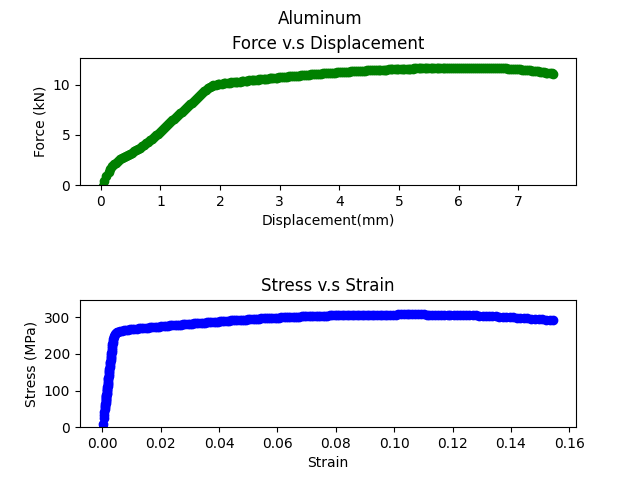 Aluminum
Force v.s Displacement
Force (kN)
10
5
0
0 1 2 3 4 5 6 7
Displacement(mm)
Stress v.s Strain
Stress (MPa)
300
200
100
0
0.00 0.02 0.04 0.06 0.08 0.10 0.12 0.14 0.16
Strain